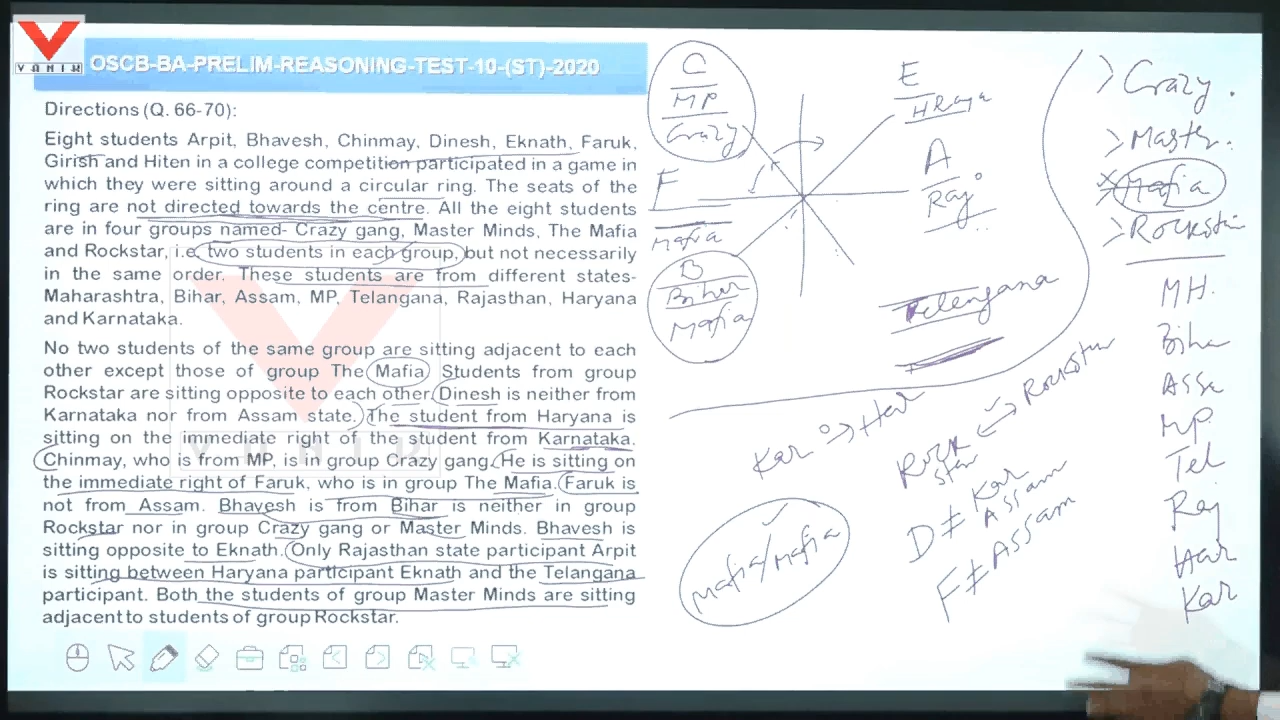 VANIK
OSCB-BA-PRELIM-REASONING-TEST-10-(ST)-2020
Directions (Q. 66-70):
Eight students Arpit, Bhavesh, Chinmay, Dinesh, Eknath, Faruk,
Girish and Hiten in a college competition participated in a game in
which they were sitting around a circular ring. The seats of the
ring are not directed towards the centre. All the eight students
are in four groups named- Crazy gang, Master Minds, The Mafia
and Rockstar, i.e. two students in each group, but not necessarily
in the same order. These students are from different states-
Maharashtra, Bihar, Assam, MP, Telangana, Rajasthan, Haryana
and Karnataka.
No two students of the same group are sitting adjacent to each
other except those of group The Mafia Students from group
Rockstar are sitting opposite to each other. Dinesh is neither from
Karnataka nor from Assam state. The student from Haryana is
sitting on the immediate right of the student from Karnataka.
Chinmay, who is from MP, is in group Crazy gang. He is sitting on
the immediate right of Faruk, who is in group The Mafia. Faruk is
not from Assam. Bhavesh is from Bihar is neither in group
Rockstar nor in group Crazy gang or Master Minds. Bhavesh is
sitting opposite to Eknath. Only Rajasthan state participant Arpit
is sitting between Haryana participant Eknath and the Telangana
participant. Both the students of group Master Minds are sitting
adjacent to students of group Rockstar.
C
MP
Crazy
F
Mafia
B
Bihar
Mafia
E
A
Raj
Telengana
Crazy
Master
Mafia
MH.
MP
Tel
Raj
Har
Kar
Kar → Har
Rock
star
D ≠ Kar
Assam
F ≠ Assam
Mafia/Mafia